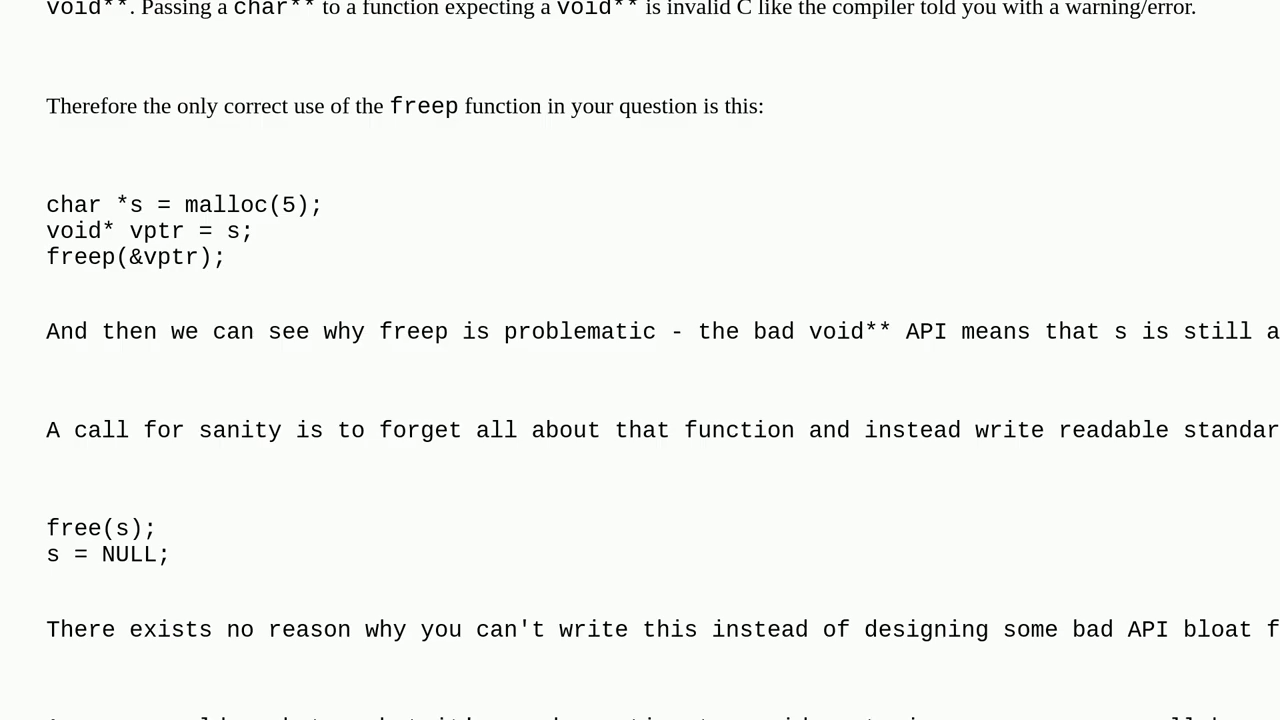 void**. Passing a char** to a function expecting a void** is invalid C like the compiler told you with a warning/error.
Therefore the only correct use of the freep function in your question is this:
char *s = malloc(5);
void* vptr = s;
freep(&vptr);
And then we can see why freep is problematic - the bad void** API means that s is still a
A call for sanity is to forget all about that function and instead write readable standar
free(s);
s = NULL;
There exists no reason why you can't write this instead of designing some bad API bloat f